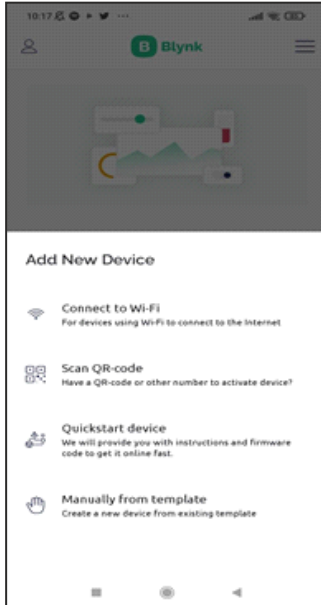 10:17
B Blynk
Add New Device
Connect to Wi-Fi
For devices using Wi-Fi to connect to the Internet
Scan QR-code
Have a QR-code or other number to activate device?
Quickstart device
We will provide you with instructions and firmware
code to get it online fast.
Manually from template
Create a new device from existing template